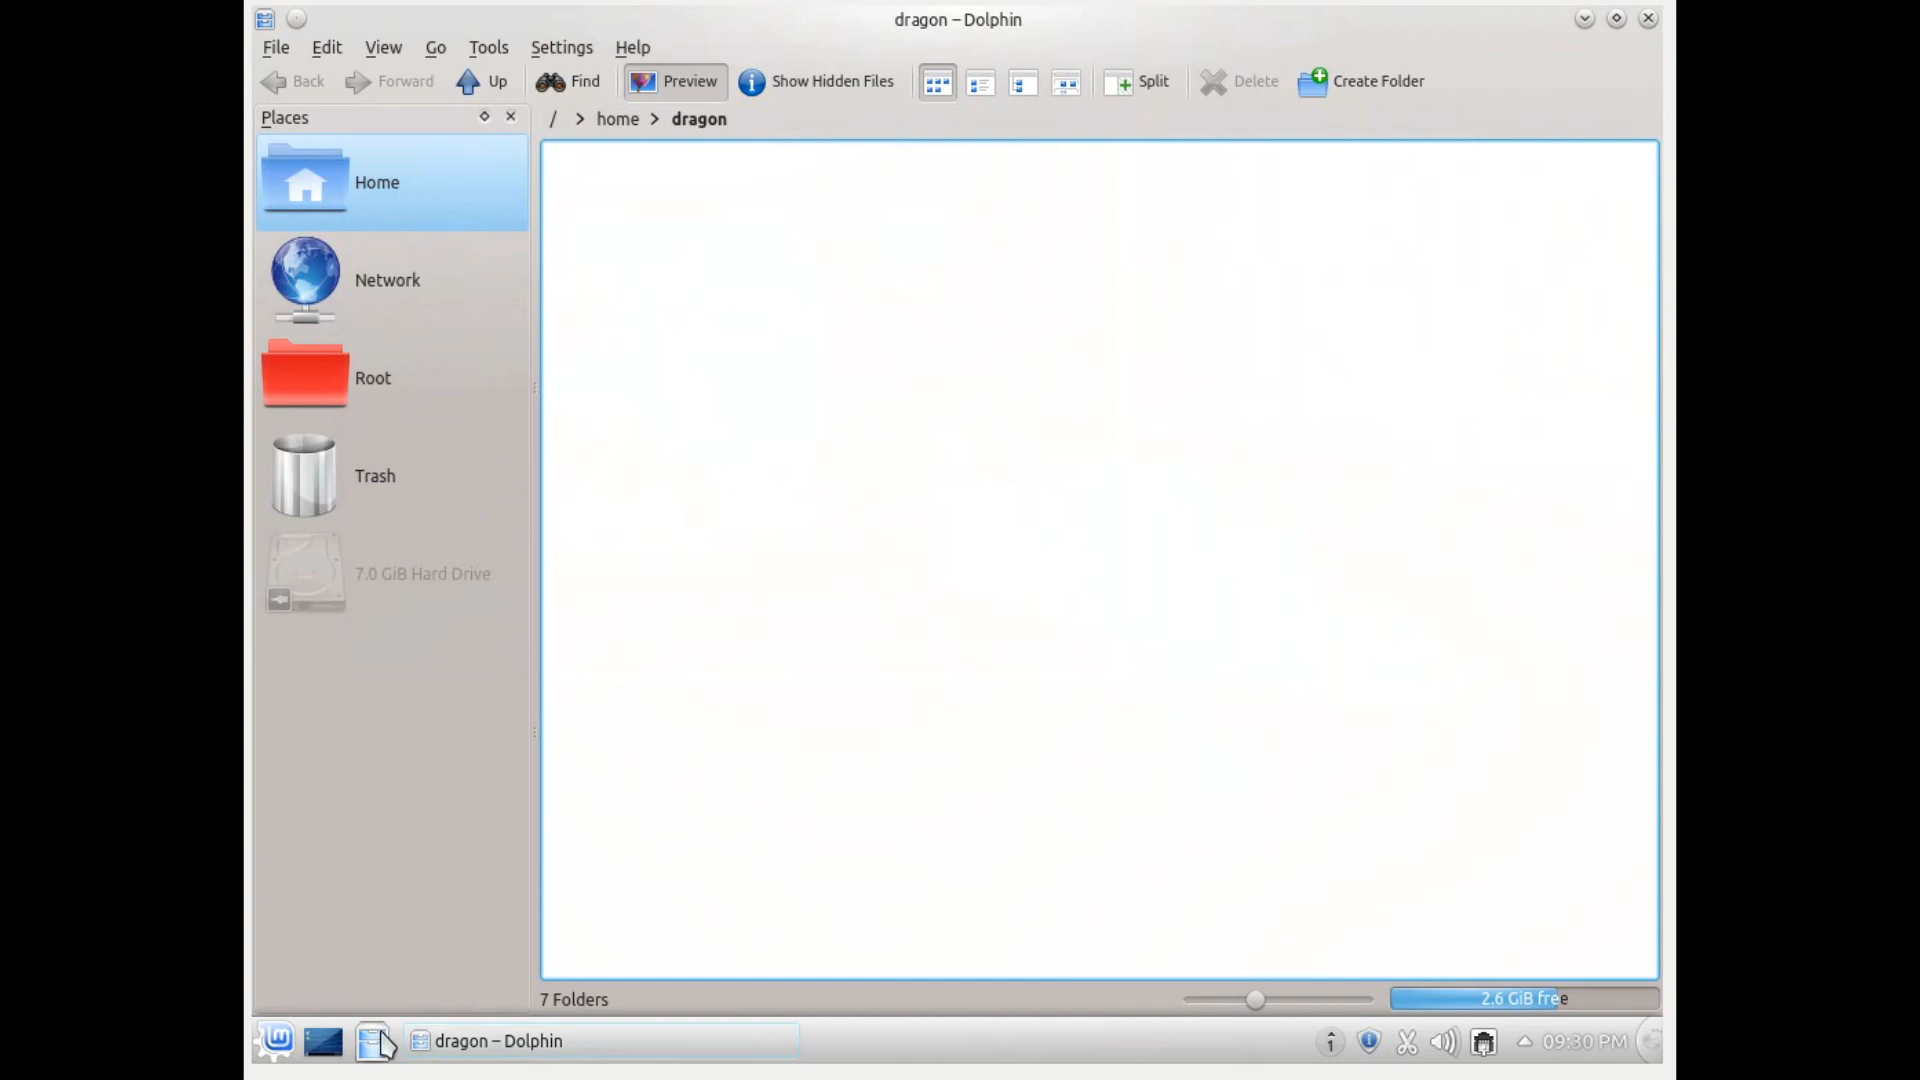 dragon – Dolphin
File Edit View Go Tools Settings Help
Back Forward Up Find Preview Show Hidden Files Split Delete Create Folder
Places
/ > home > dragon
Home
Network
Root
Trash
7.0 GiB Hard Drive
7 Folders
2.6 GiB free
dragon – Dolphin
1
09:30 PM